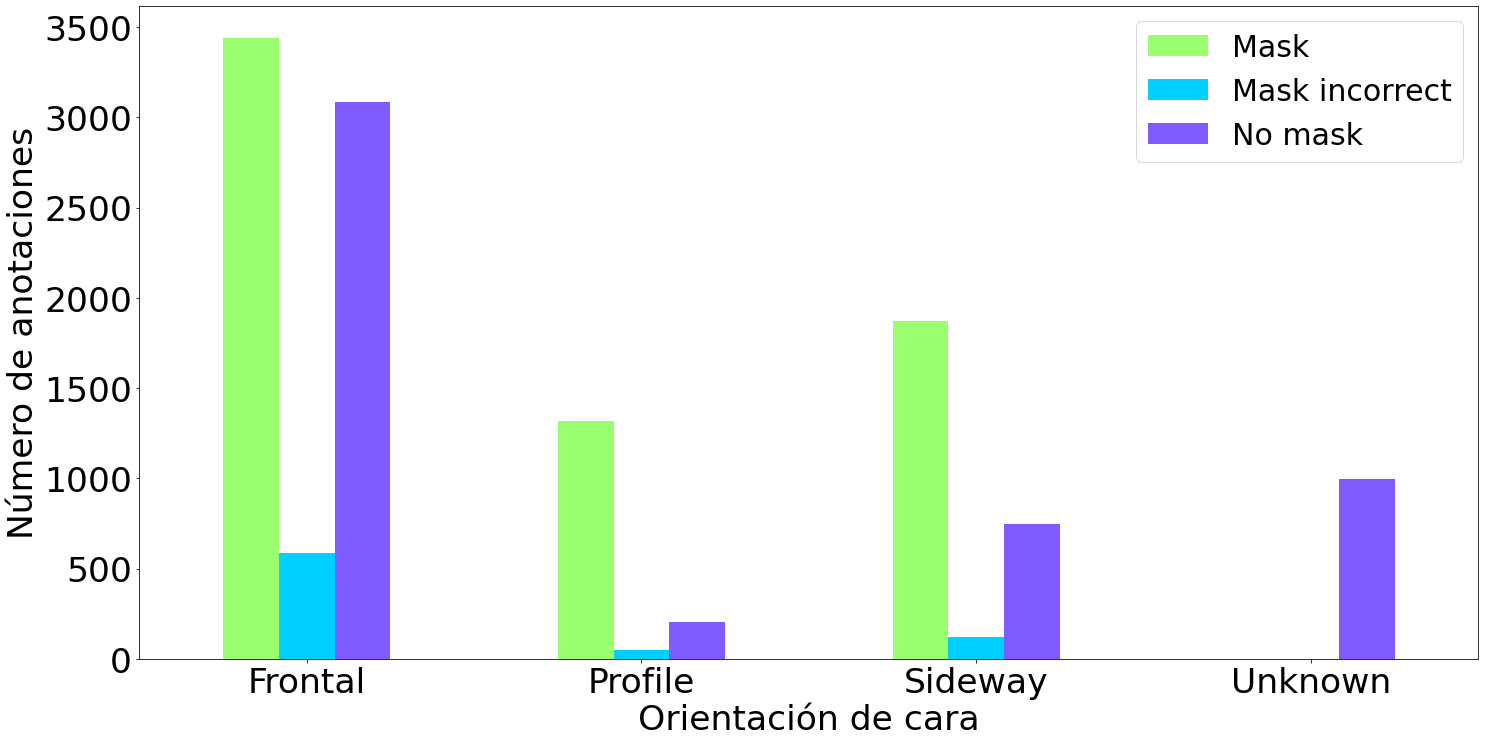 Número de anotaciones
3500
3000
2500
2000
1500
1000
500
0
Mask
Mask incorrect
No mask
Frontal
Profile
Sideway
Unknown
Orientación de cara